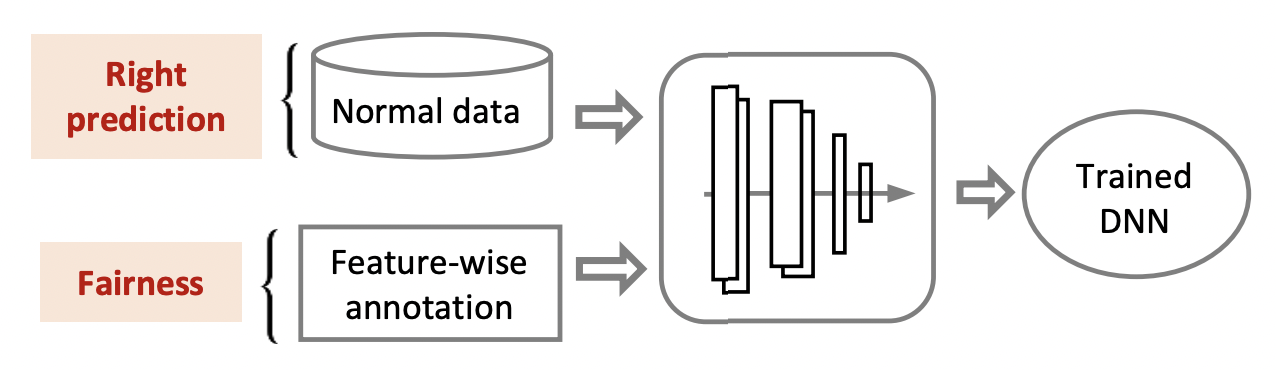 Right
prediction
Normal data
Fairness
Feature-wise
annotation
Trained
DNN